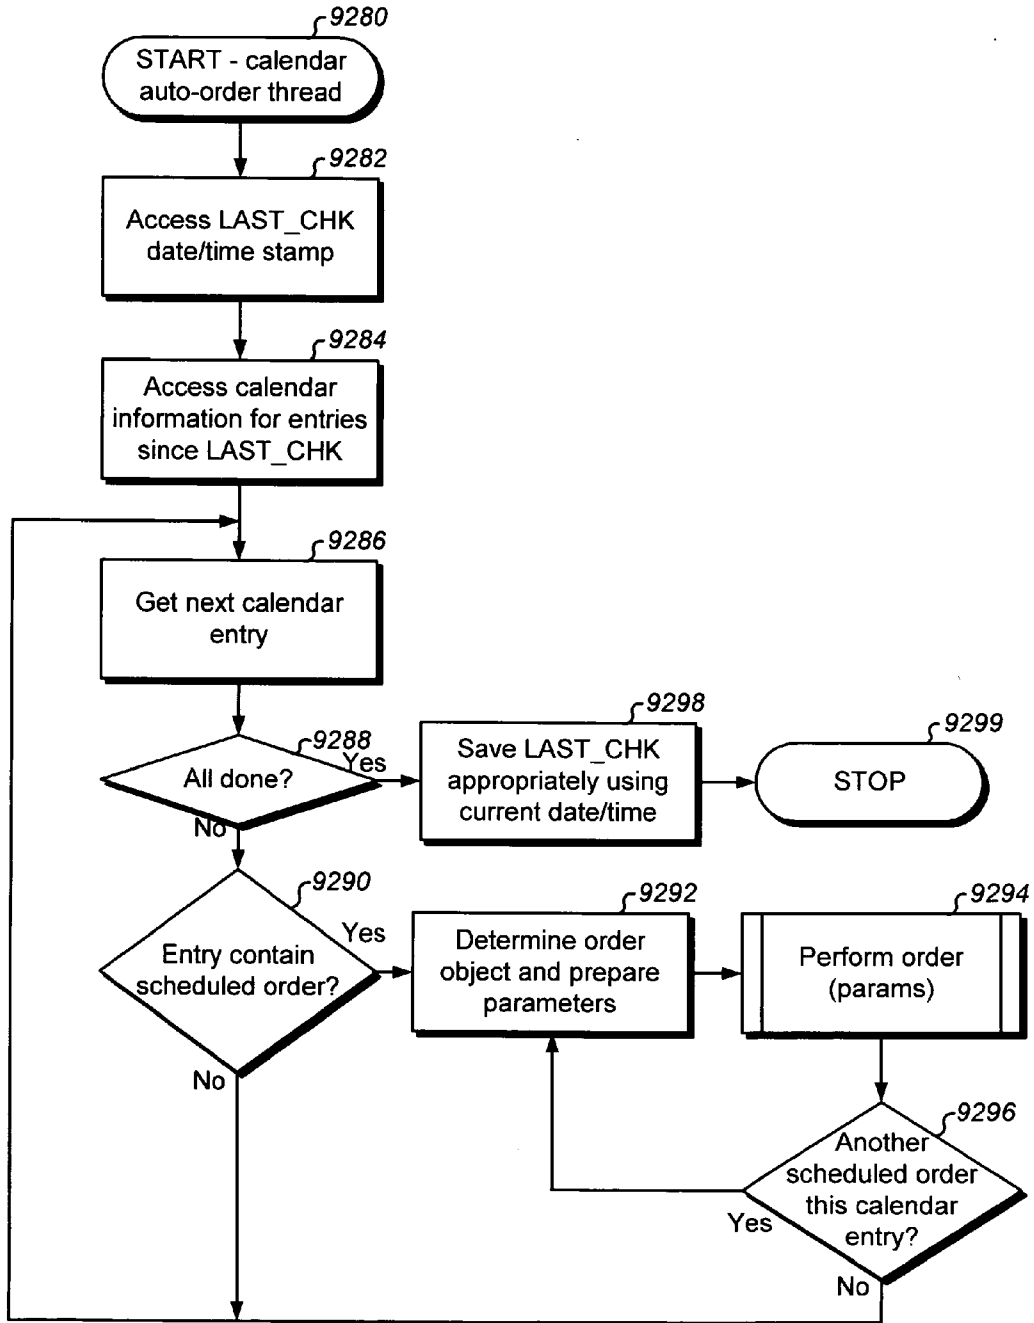 9280
START - calendar
auto-order thread
9282
Access LAST_CHK
date/time stamp
9284
Access calendar
information for entries
since LAST_CHK
9286
Get next calendar
entry
9288
All done?
Yes
No
9298
Save LAST_CHK
appropriately using
current date/time
9299
STOP
9290
Entry contain
scheduled order?
Yes
No
9292
Determine order
object and prepare
parameters
9294
Perform order
(params)
9296
Another
scheduled order
this calendar
entry?
Yes
No